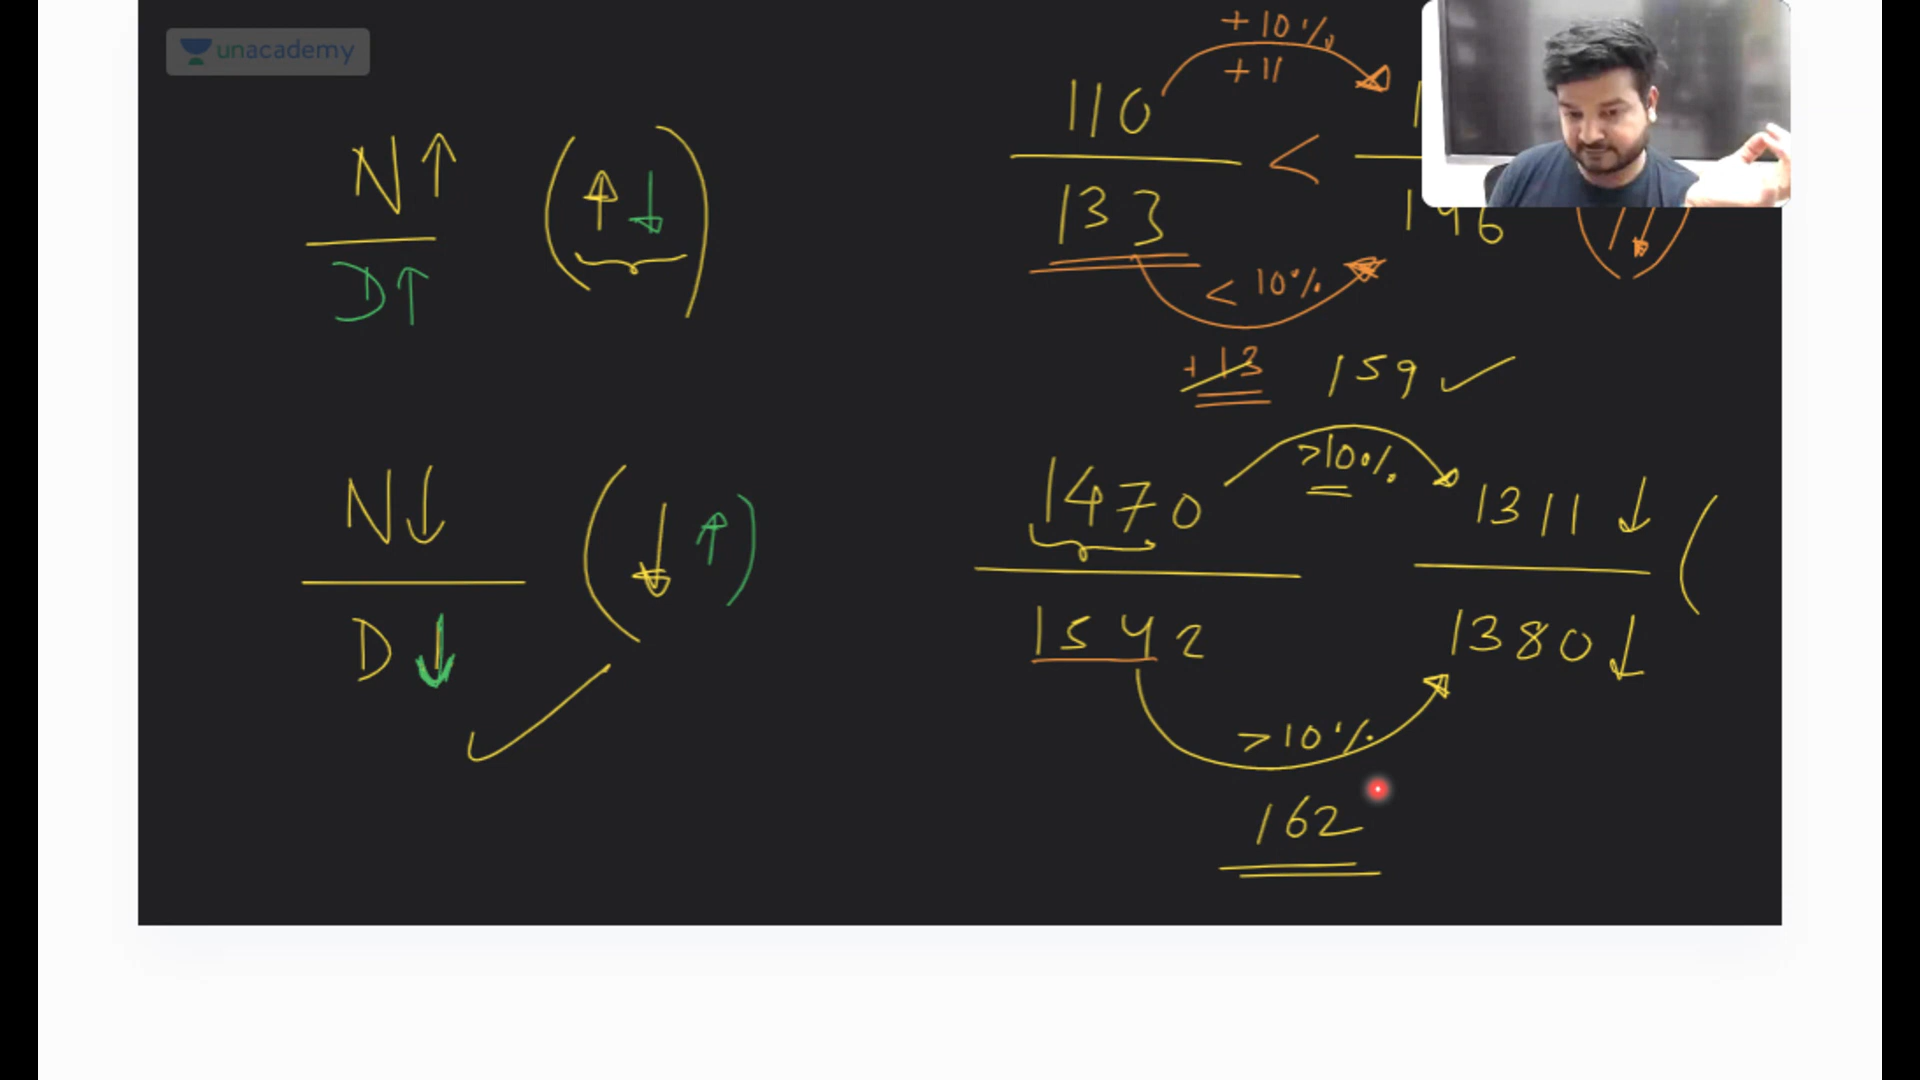 unacademy
N↑
D↑
(↑↓)
+10%
+11
110
133
<
196
< 10%
+13
159 ✓
N↓
D↓
(↓↑)
>10%
1470
1542
1311 ↓ (
1380 ↓
>10%
162